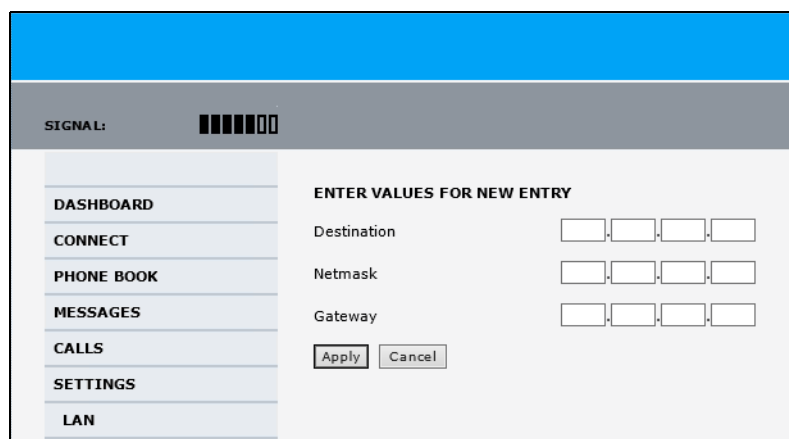 SIGNAL:
DASHBOARD
CONNECT
PHONE BOOK
MESSAGES
CALLS
SETTINGS
LAN
ENTER VALUES FOR NEW ENTRY
Destination
Netmask
Gateway
Apply Cancel